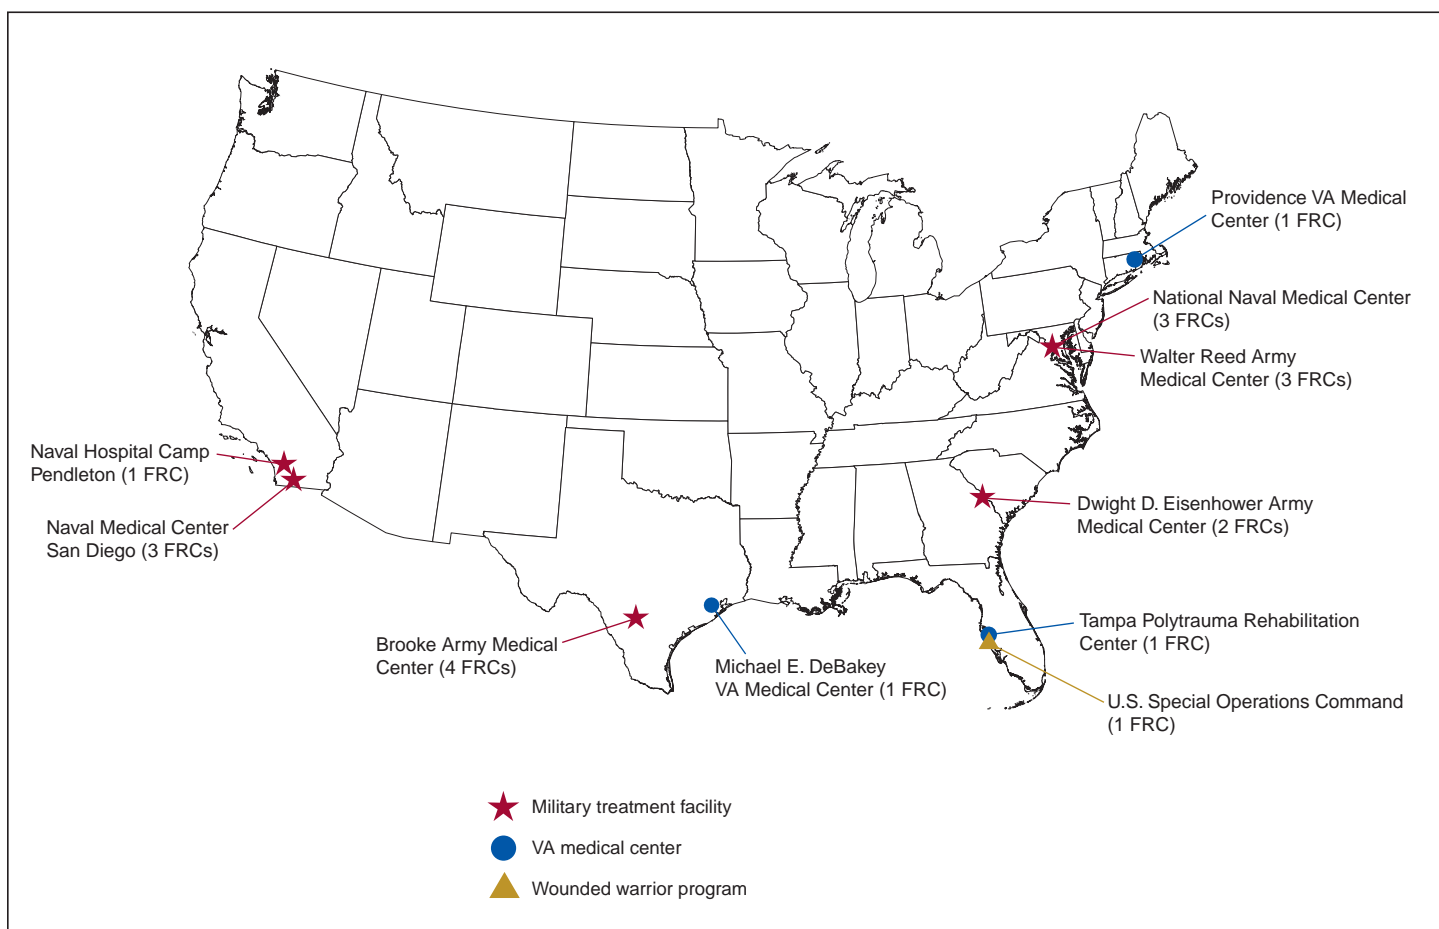 Providence VA Medical
Center (1 FRC)
National Naval Medical Center
(3 FRCs)
Walter Reed Army
Medical Center (3 FRCs)
Naval Hospital Camp
Pendleton (1 FRC)
Naval Medical Center
San Diego (3 FRCs)
Dwight D. Eisenhower Army
Medical Center (2 FRCs)
Brooke Army Medical
Center (4 FRCs)
Michael E. DeBakey
VA Medical Center (1 FRC)
Tampa Polytrauma Rehabilitation
Center (1 FRC)
U.S. Special Operations Command
(1 FRC)
Military treatment facility
VA medical center
Wounded warrior program